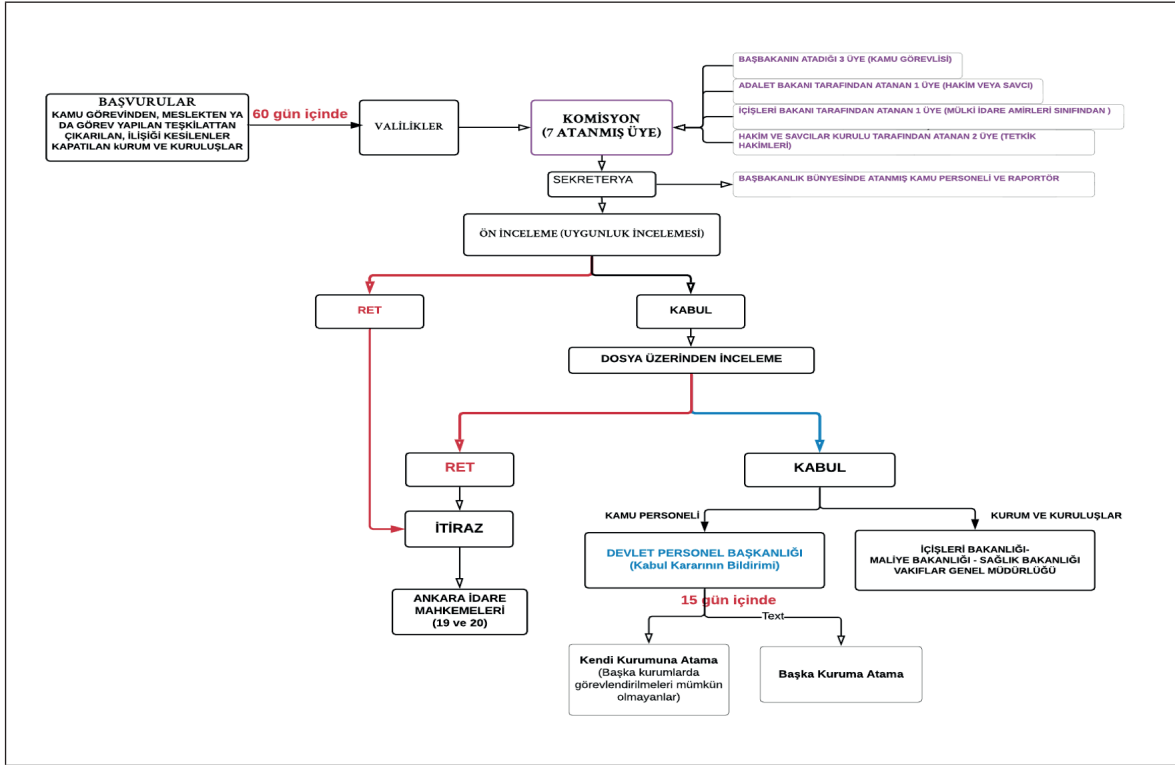 BAŞVURULAR
KAMU GÖREVİNDEN, MESLEKTEN YA
DA GÖREV YAPILAN TEŞKİLATTAN
ÇIKARILAN, İLİŞİĞİ KESİLENLER
KAPATILAN kURUM VE KURULUŞLAR
60 gün içinde
VALİLİKLER
KOMİSYON
(7 ATANMIŞ ÜYE)
BAŞBAKANIN ATADIĞI 3 ÜYE (KAMU GÖREVLİSİ)
ADALET BAKANI TARAFINDAN ATANAN 1 ÜYE (HAKİM VEYA SAVCI)
İÇİŞLERİ BAKANI TARAFINDAN ATANAN 1 ÜYE (MÜLKİ İDARE AMİRLERİ SINIFINDAN )
HAKİM VE SAVCILAR KURULU TARAFINDAN ATANAN 2 ÜYE (TETKİK
HAKİMLERİ)
SEKRETERYA
BAŞBAKANLIK BÜNYESİNDE ATANMIŞ KAMU PERSONELİ VE RAPORTÖR
ÖN İNCELEME (UYGUNLUK İNCELEMESİ)
RET
KABUL
DOSYA ÜZERİNDEN İNCELEME
RET
KABUL
İTİRAZ
KAMU PERSONELİ
KURUM VE KURULUŞLAR
DEVLET PERSONEL BAŞKANLIĞI
(Kabul Kararının Bildirimi)
İÇİŞLERİ BAKANLIĞI-
MALİYE BAKANLIĞI - SAĞLIK BAKANLIĞI
VAKIFLAR GENEL MÜDÜRLÜĞÜ
ANKARA İDARE
MAHKEMELERİ
(19 ve 20)
15 gün içinde
Text
Kendi Kurumuna Atama
(Başka kurumlarda
görevlendirilmeleri mümkün
olmayanlar)
Başka Kuruma Atama